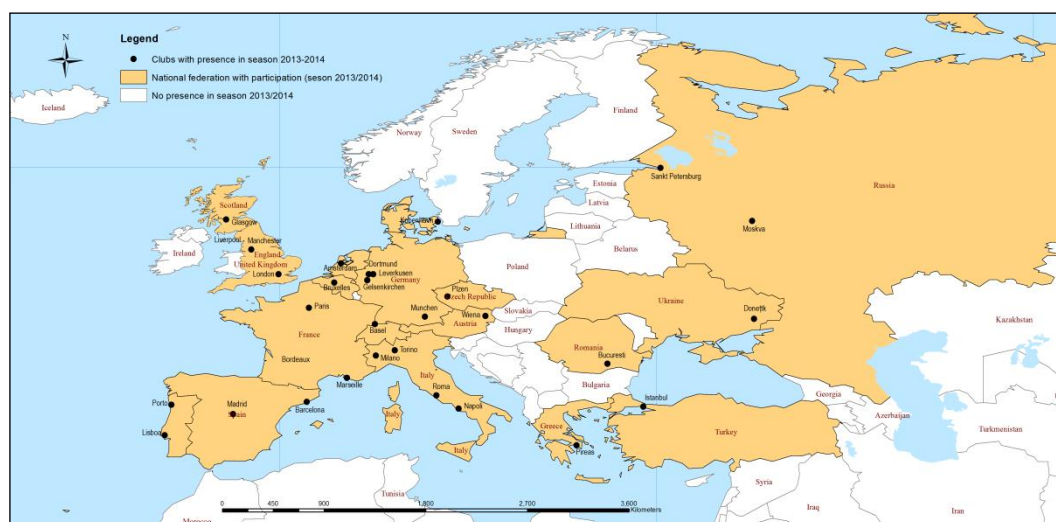 N
Legend
Clubs with presence in season 2013-2014
National federation with participation (seson 2013/2014)
No presence in season 2013/2014
Iceland
Norway
Sweden
Finland
Russia
Sankt Petersburg
Moskva
Estonia
Latvia
Lithuania
Belarus
Scotland
Glasgow
Liverpool
Manchester
England
United Kingdom
London
Ireland
København
Amsterdam
Dortmund
Leverkusen
Germany
Gelsenkirchen
Bruxelles
Poland
Plzen
Czech Republic
Ukraine
Donetk
Paris
Munchen
Wiena
Austria
Slovakia
Hungary
Kazakhstan
France
Basel
Torino
Milano
Romania
Bucuresti
Bordeaux
Marseille
Italy
Roma
Napoli
Bulgaria
Georgia
Istanbul
Azerbaijan
Turkmenistan
Porto
Madrid
Spain
Barcelona
Italy
Greece
Turkey
Lisboa
Italy
Pireas
Tunisia
Syria
Iraq
Iran
Morocco
0 450 900 1,800 2,700 3,600
Kilometers